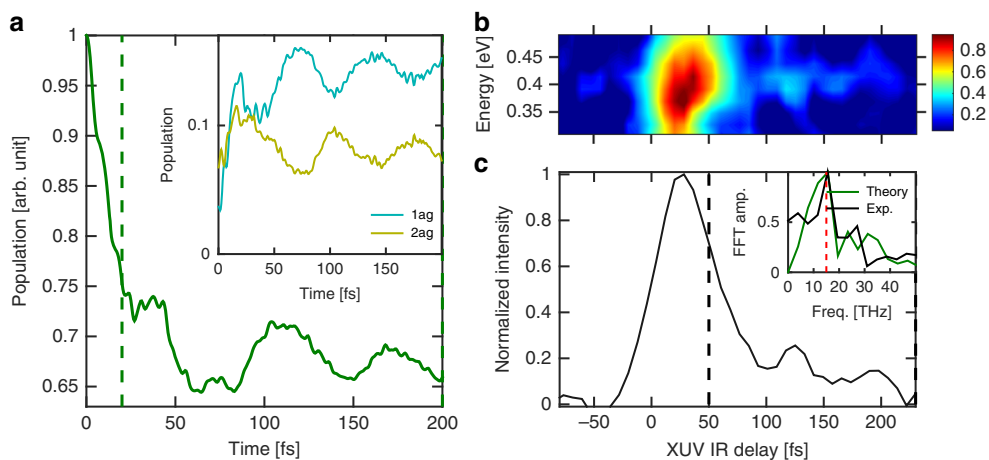 a
Population [arb. unit]
1
0.95
0.9
0.85
0.8
0.75
0.7
0.65
0 50 100 150 200
Time [fs]
Population
0.1
0
1ag
2ag
0 50 100 150
Time [fs]
b
Energy [eV]
0.45
0.40
0.35
0.8
0.6
0.4
0.2
c
Normalized intensity
1
0.8
0.6
0.4
0.2
0
−50 0 50 100 150 200
XUV IR delay [fs]
FFT amp.
0.5
0
Theory
Exp.
0 20 40
Freq. [THz]